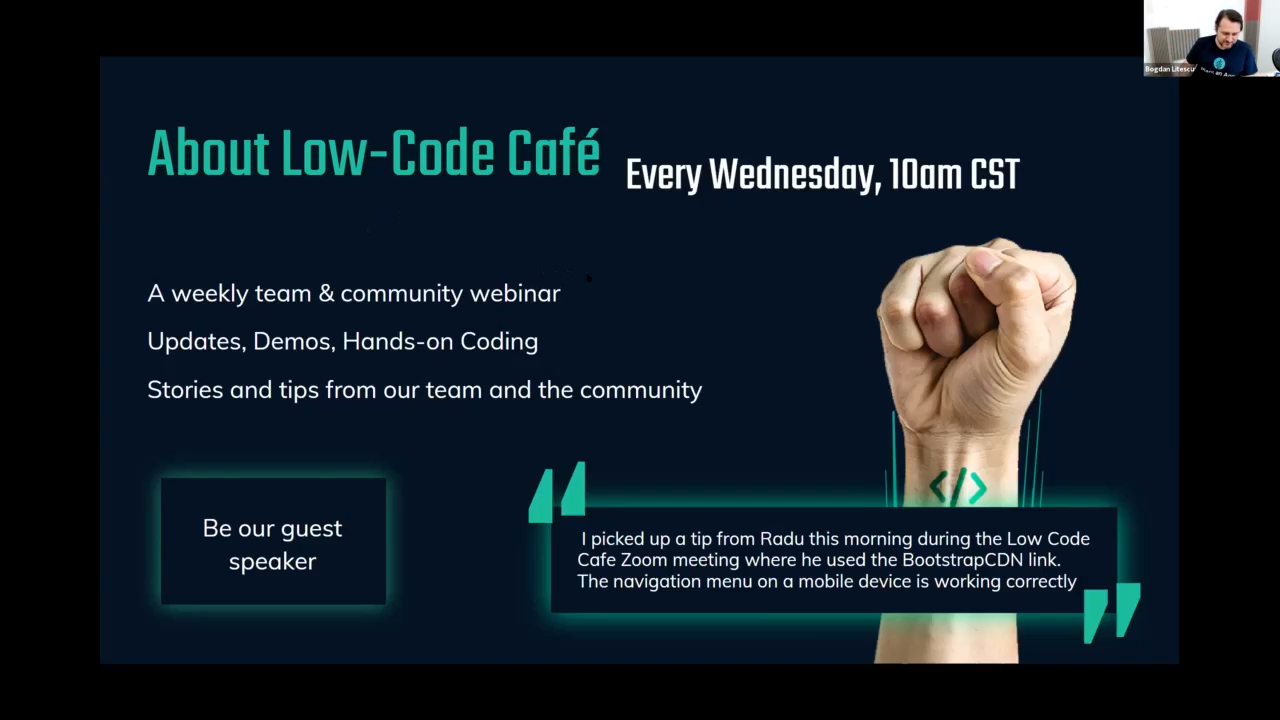 About Low-Code Café
Every Wednesday, 10am CST
A weekly team & community webinar
Updates, Demos, Hands-on Coding
Stories and tips from our team and the community
Be our guest
speaker
</>
I picked up a tip from Radu this morning during the Low Code
Cafe Zoom meeting where he used the BootstrapCDN link.
The navigation menu on a mobile device is working correctly
Bogdan Litescu